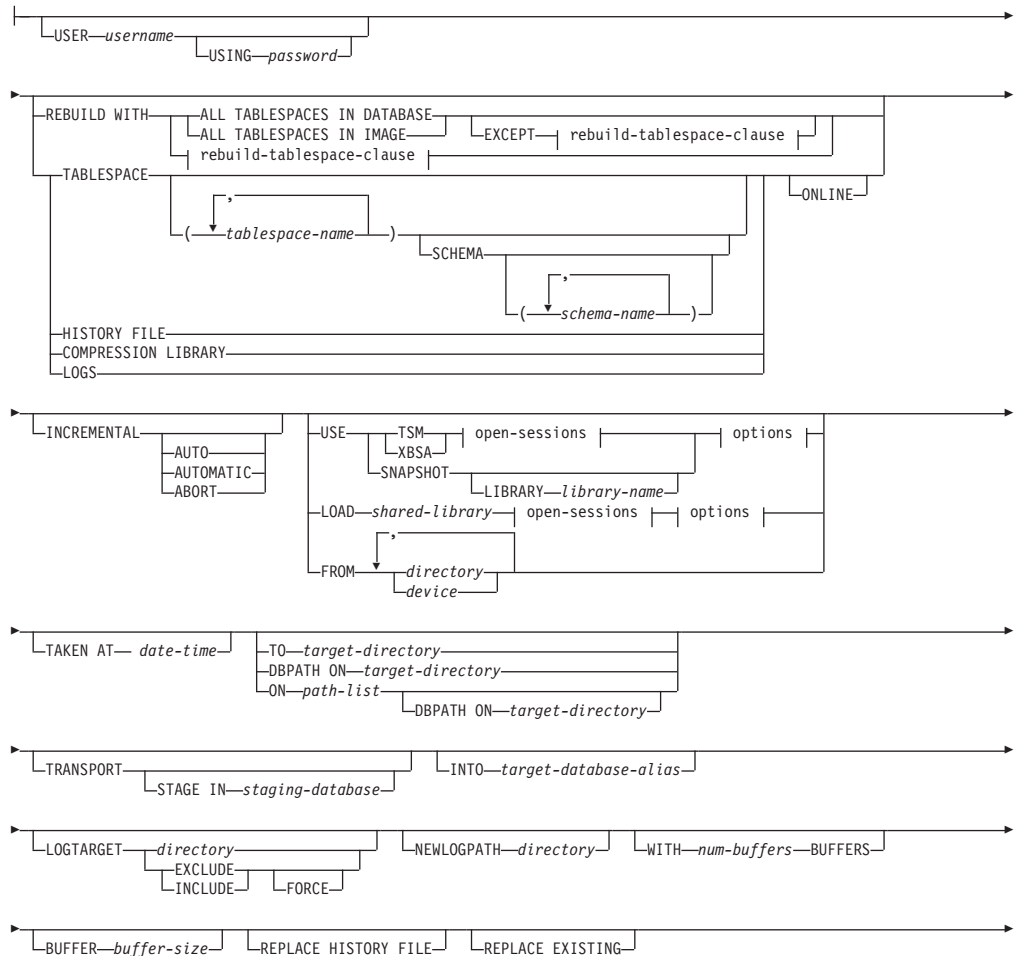 USER username
USING password
REBUILD WITH ALL TABLESPACES IN DATABASE
ALL TABLESPACES IN IMAGE EXCEPT rebuild-tablespace-clause
rebuild-tablespace-clause
TABLESPACE
ONLINE
,
( tablespace-name )
SCHEMA
,
( schema-name )
HISTORY FILE
COMPRESSION LIBRARY
LOGS
INCREMENTAL USE TSM open-sessions options
AUTO XBSA
AUTOMATIC SNAPSHOT
ABORT LIBRARY library-name
LOAD shared-library open-sessions options
,
FROM directory
device
TAKEN AT date-time TO target-directory
DBPATH ON target-directory
ON path-list
DBPATH ON target-directory
TRANSPORT INTO target-database-alias
STAGE IN staging-database
LOGTARGET directory NEWLOGPATH directory WITH num-buffers BUFFERS
EXCLUDE
INCLUDE FORCE
BUFFER buffer-size REPLACE HISTORY FILE REPLACE EXISTING